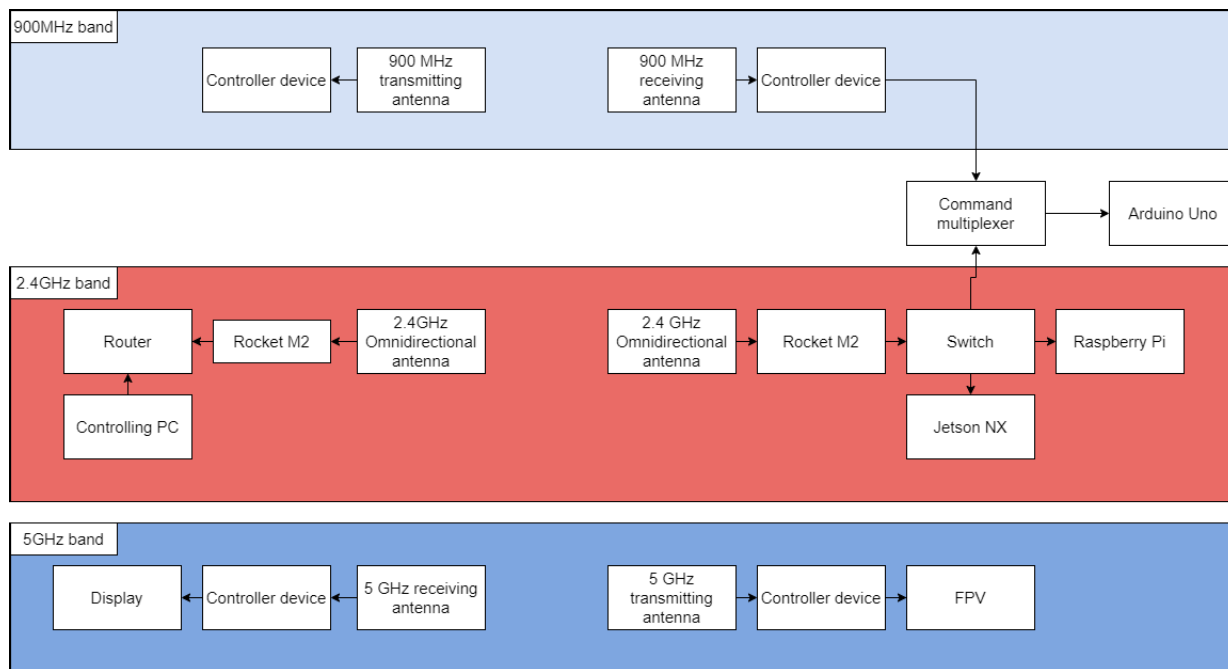 900MHz band
Controller device
900 MHz
transmitting
antenna
900 MHz
receiving
antenna
Controller device
Command
multiplexer
Arduino Uno
2.4GHz band
Router
Rocket M2
2.4GHz
Omnidirectional
antenna
2.4 GHz
Omnidirectional
antenna
Rocket M2
Switch
Raspberry Pi
Controlling PC
Jetson NX
5GHz band
Display
Controller device
5 GHz receiving
antenna
5 GHz
transmitting
antenna
Controller device
FPV